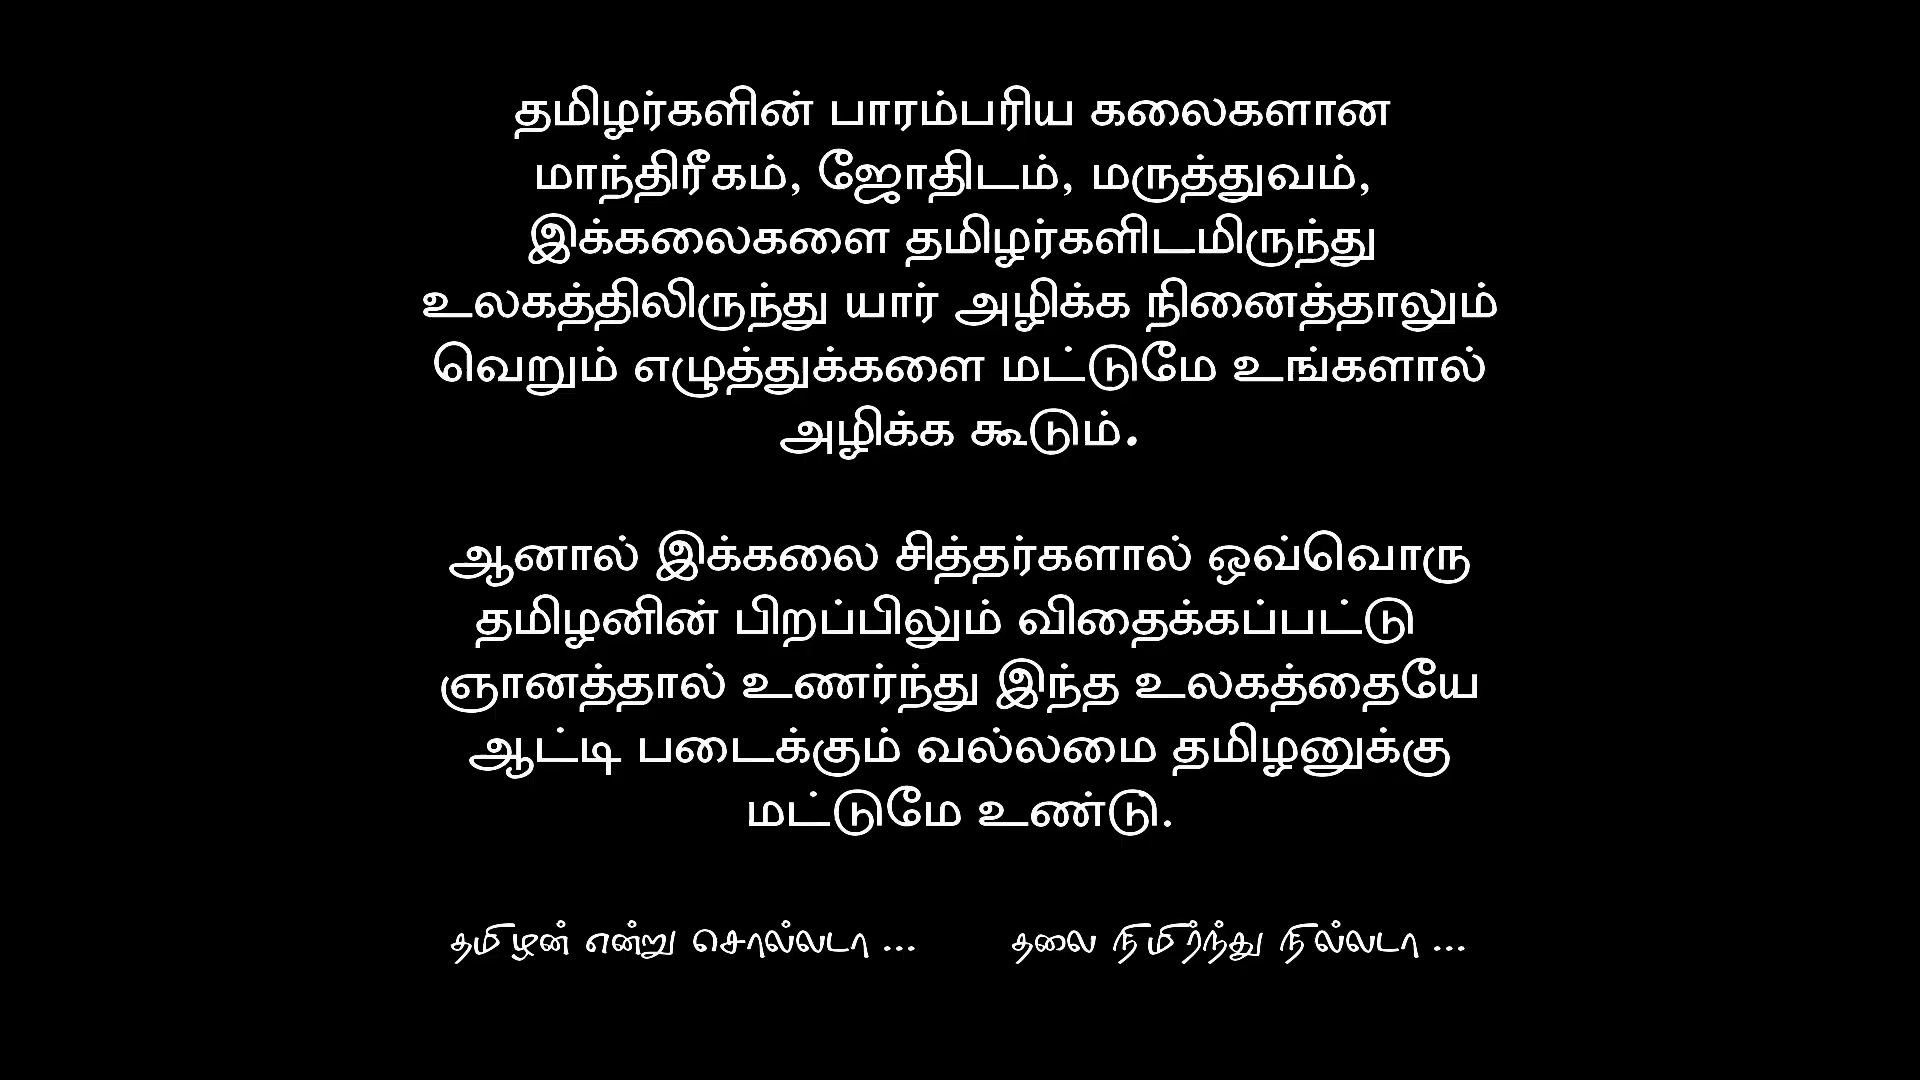 தமிழர்களின் பாரம்பரிய கலைகளான
மாந்திரீகம், ஜோதிடம், மருத்துவம்,
இக்கலைகளை தமிழர்களிடமிருந்து
உலகத்திலிருந்து யார் அழிக்க நினைத்தாலும்
வெறும் எழுத்துக்களை மட்டுமே உங்களால்
அழிக்க கூடும்.
ஆனால் இக்கலை சித்தர்களால் ஒவ்வொரு
தமிழனின் பிறப்பிலும் விதைக்கப்பட்டு
ஞானத்தால் உணர்ந்து இந்த உலகத்தையே
ஆட்டி படைக்கும் வல்லமை தமிழனுக்கு
மட்டுமே உண்டு.
தமிழன் என்று சொல்லடா ... தலை நிமிர்ந்து நில்லடா ...